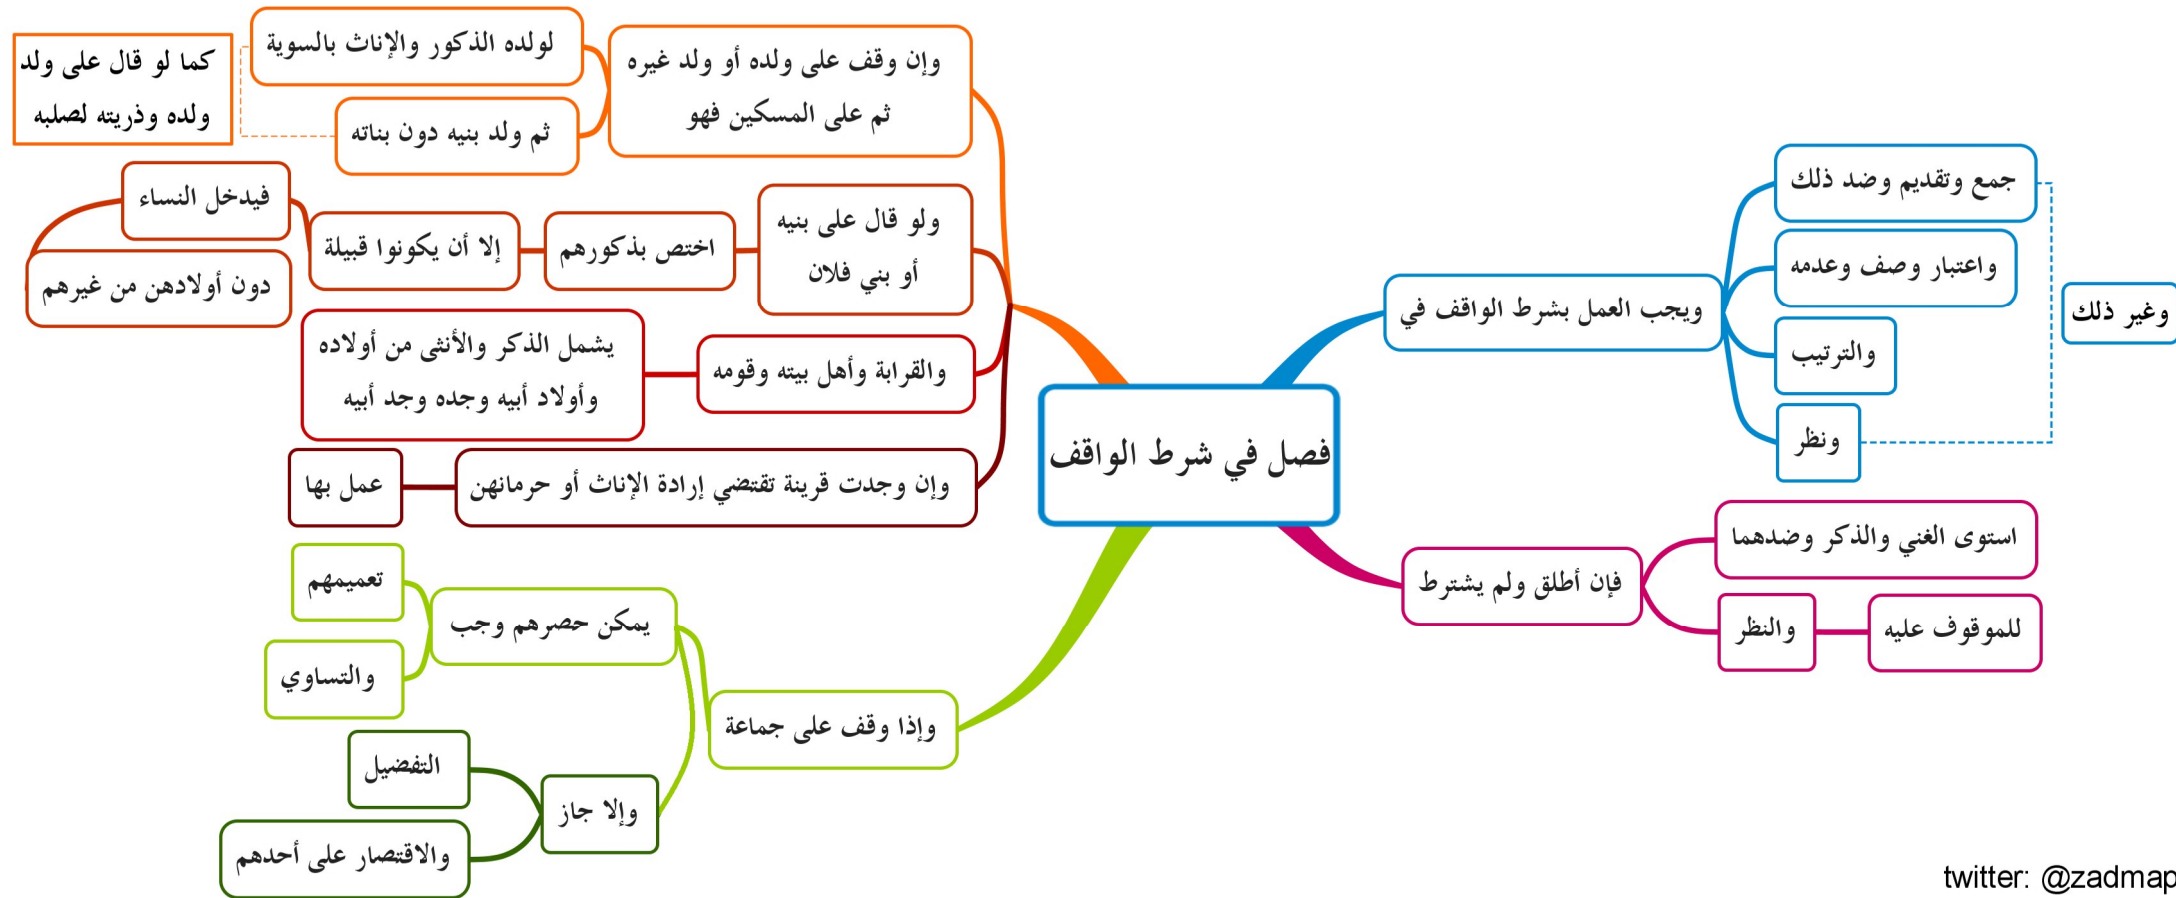 فصل في شرط الواقف
ويجب العمل بشرط الواقف في
جمع وتقديم وضد ذلك
واعتبار وصف وعدمه
والترتيب
ونظر
وغير ذلك
فإن أطلق ولم يشترط
استوى الغني والذكر وضدهما
والنظر
للموقوف عليه
وإن وقف على ولده أو ولد غيره
ثم على المسكين فهو
لولده الذكور والإناث بالسوية
ثم ولد بنيه دون بناته
كما لو قال على ولد
ولده وذريته لصلبه
ولو قال على بنيه
أو بني فلان
اختص بذكورهم
إلا أن يكونوا قبيلة
فيدخل النساء
دون أولادهن من غيرهم
والقرابة وأهل بيته وقومه
يشمل الذكر والأنثى من أولاده
وأولاد أبيه وجده وجد أبيه
وإن وجدت قرينة تقتضي إرادة الإناث أو حرمانهن
عمل بها
وإذا وقف على جماعة
يمكن حصرهم وجب
تعميمهم
والتساوي
وإلا جاز
التفضيل
والاقتصار على أحدهم
twitter: @zadmap